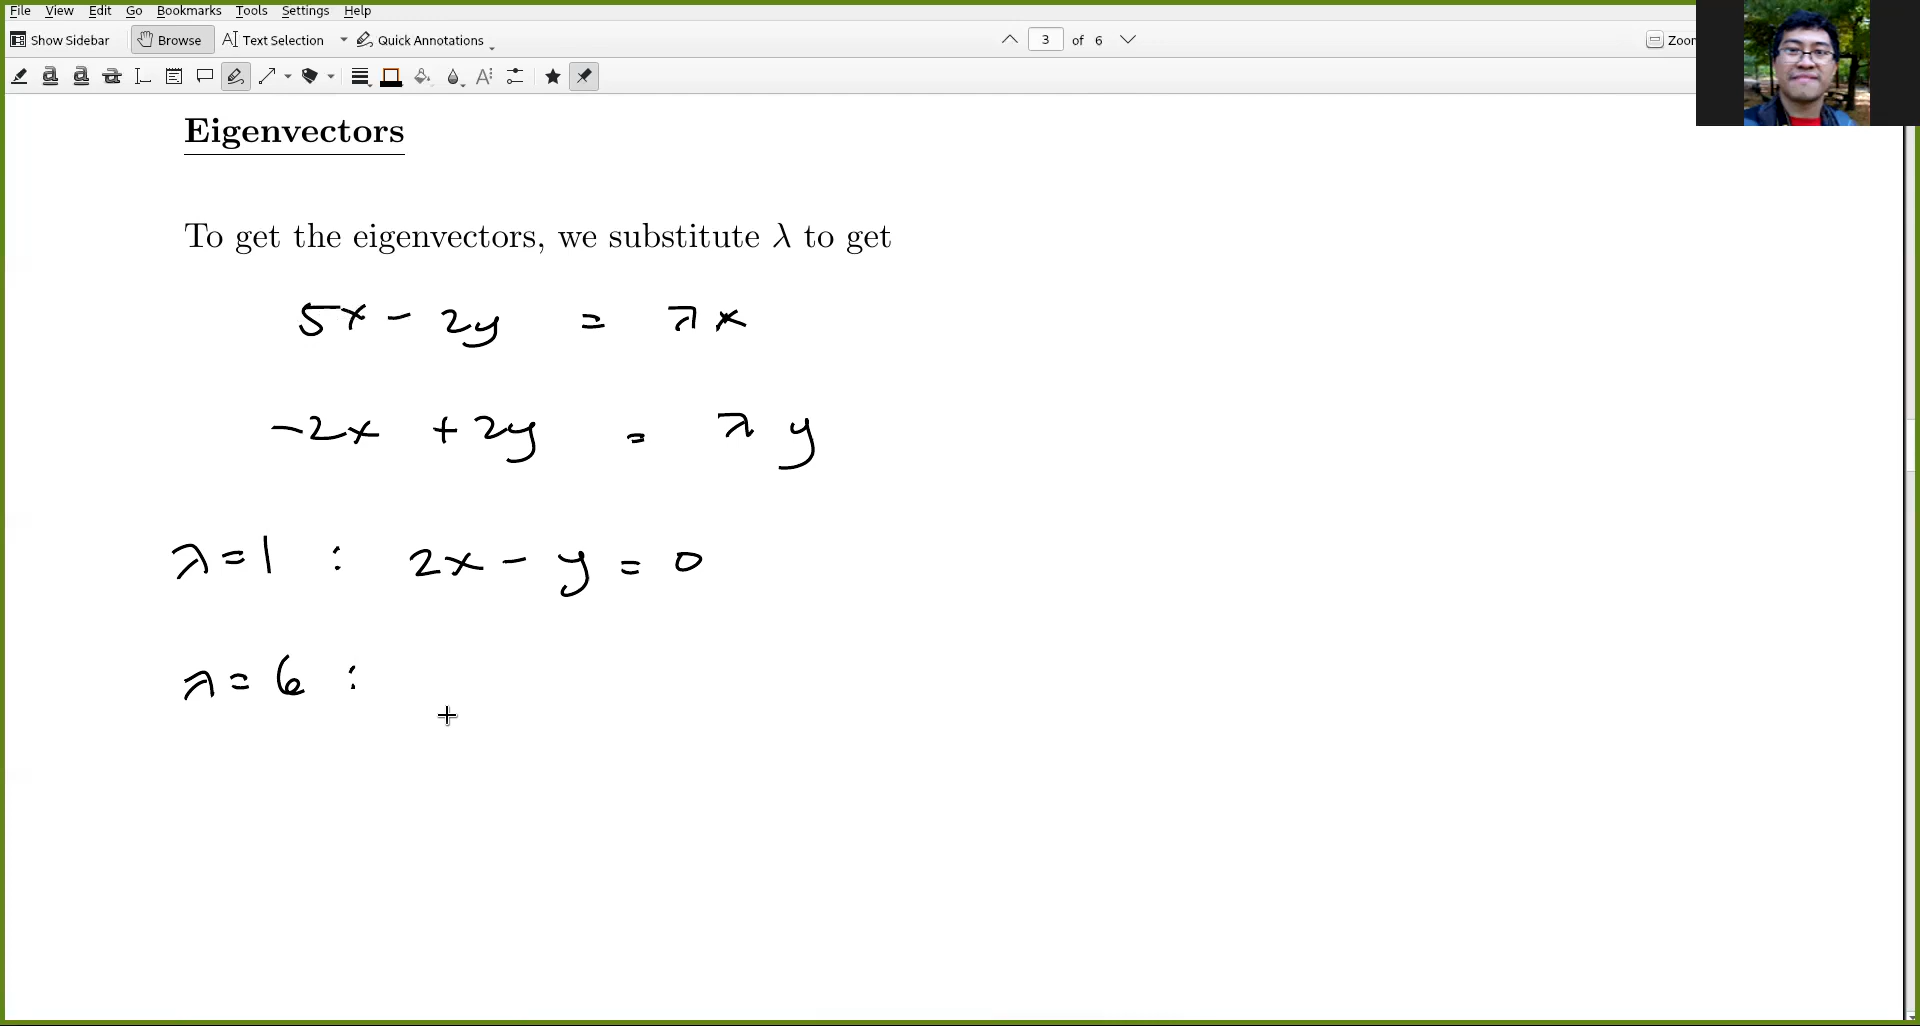 File View Edit Go Bookmarks Tools Settings Help
Show Sidebar Browse Text Selection Quick Annotations 3 of 6 Zoor
Eigenvectors
To get the eigenvectors, we substitute λ to get
5x - 2y = λx
-2x + 2y = λy
λ=1 : 2x - y = 0
λ = 6 :